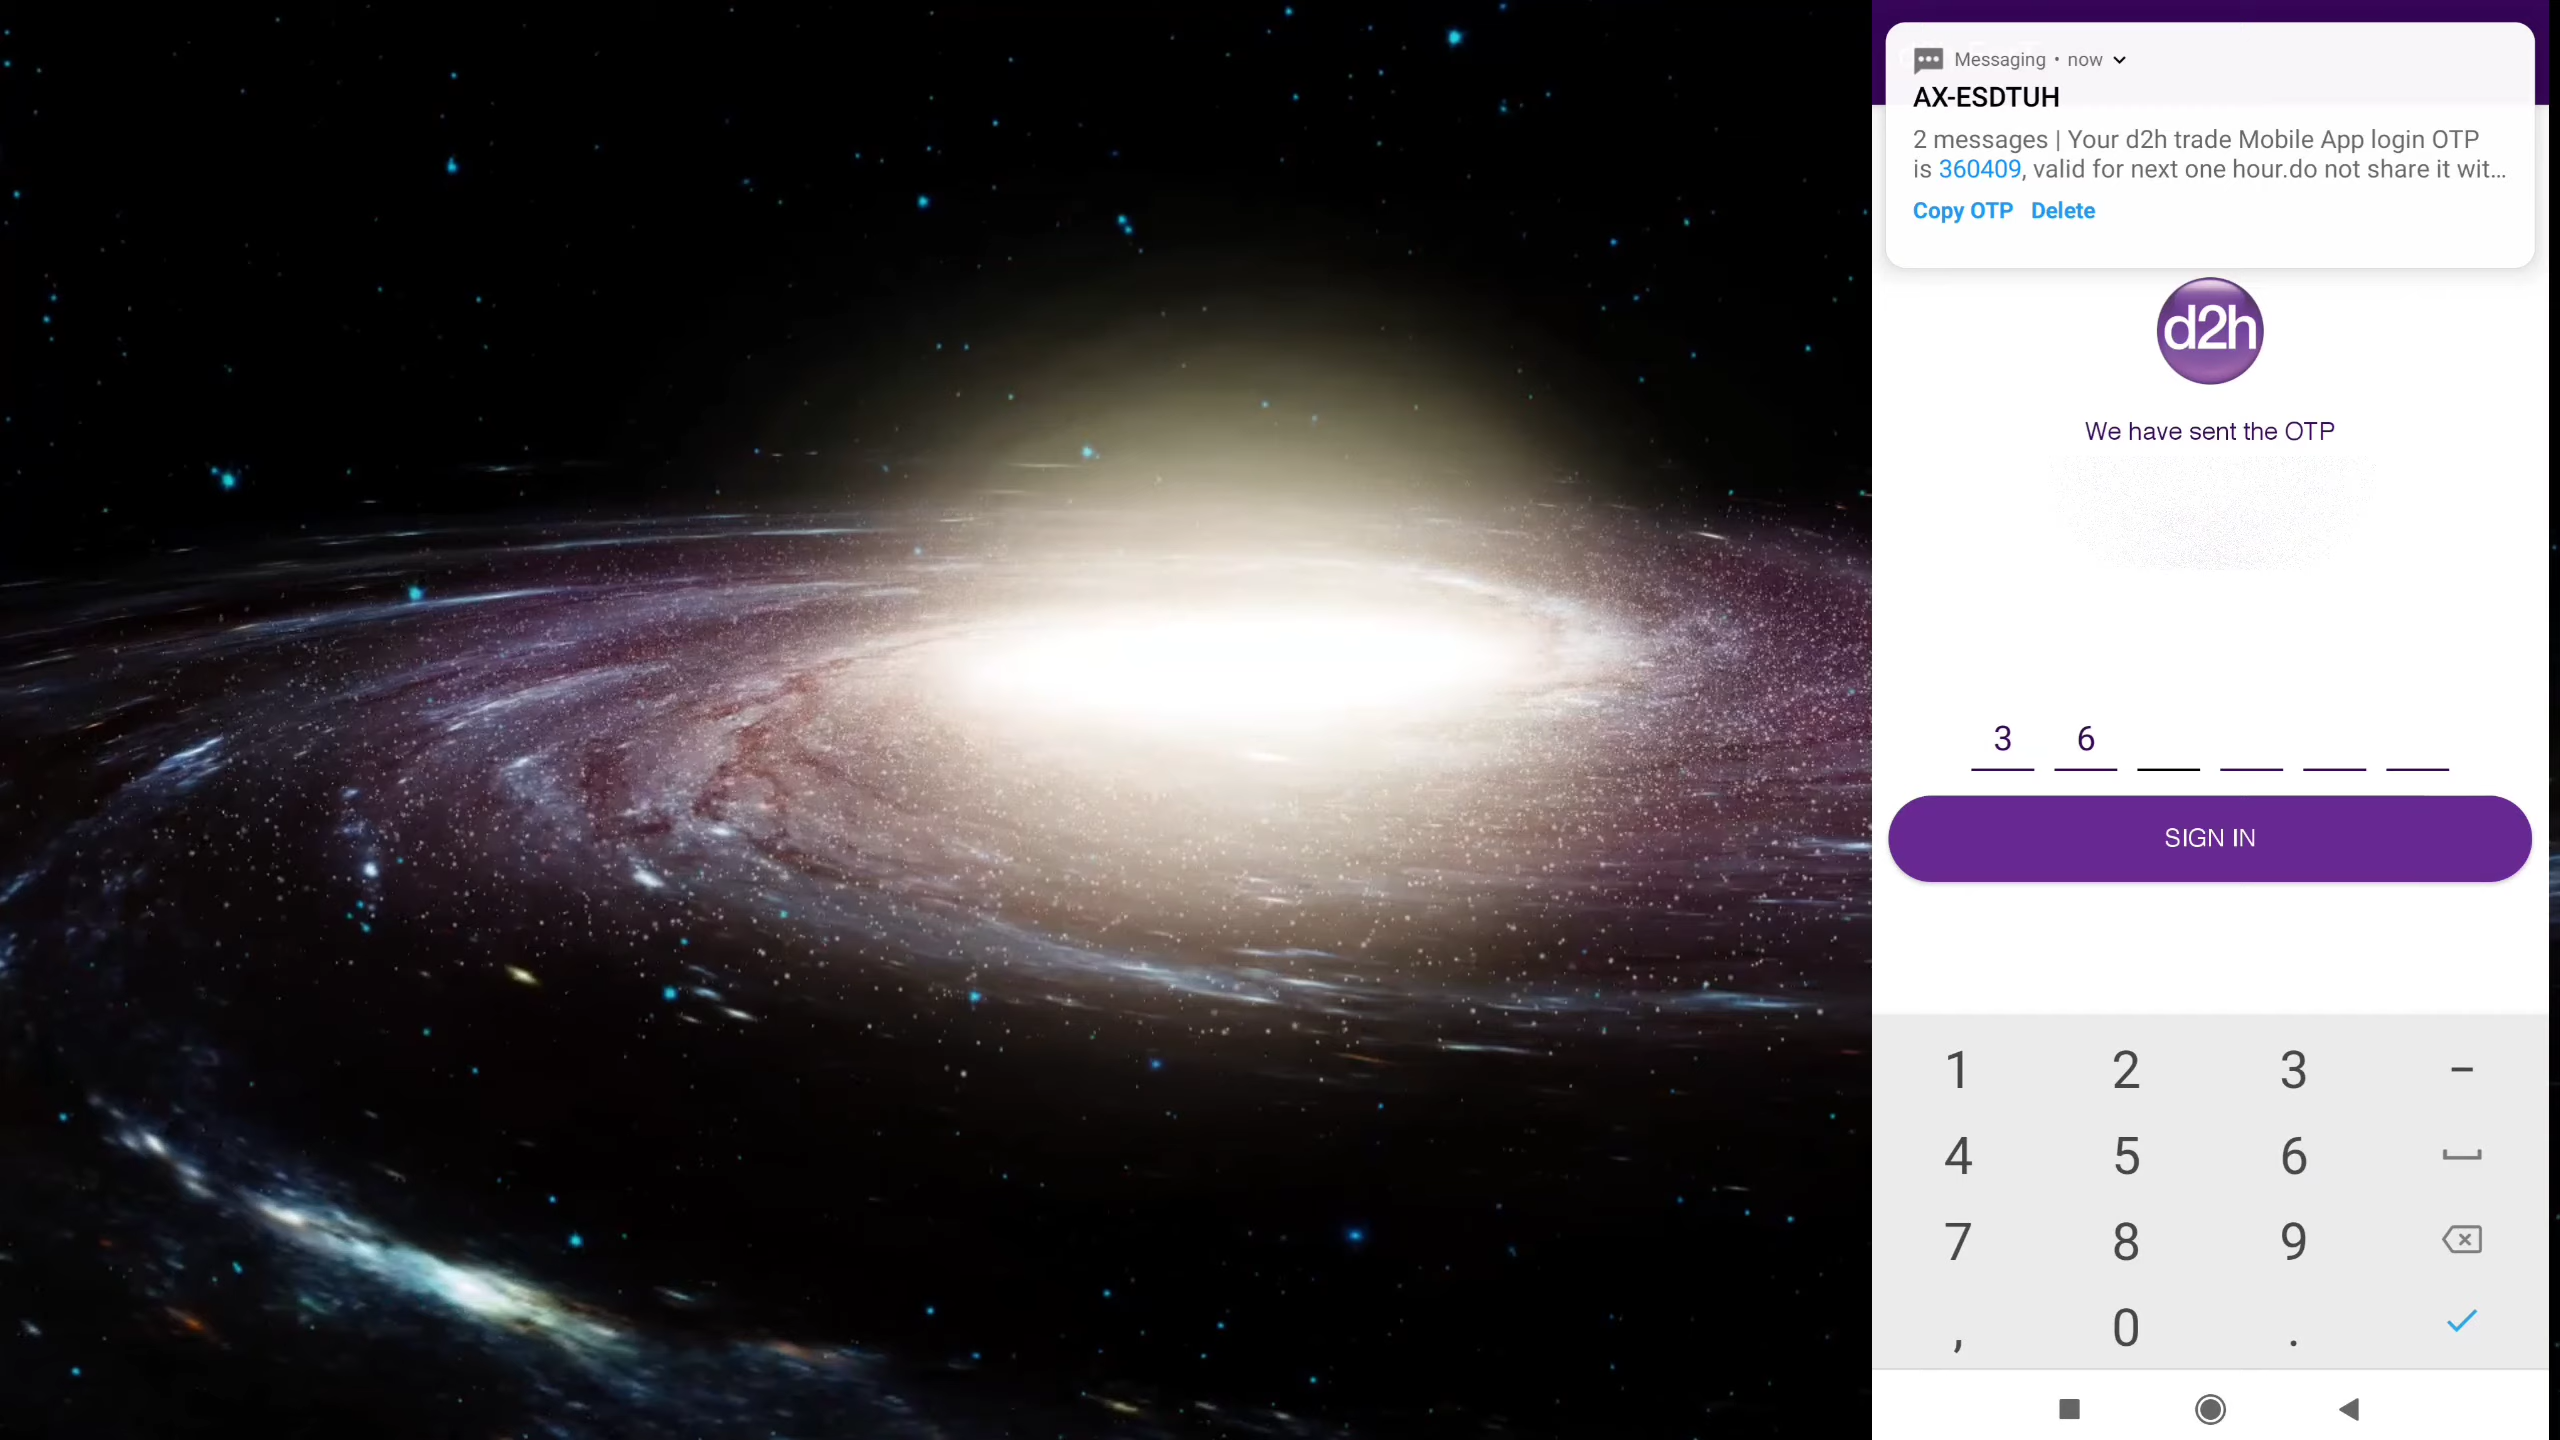 Messaging • now
AX-ESDTUH
2 messages | Your d2h trade Mobile App login OTP
is 360409, valid for next one hour.do not share it wit...
Copy OTP Delete
d2h
We have sent the OTP
3 6
SIGN IN
1 2 3 –
4 5 6
7 8 9
, 0 .